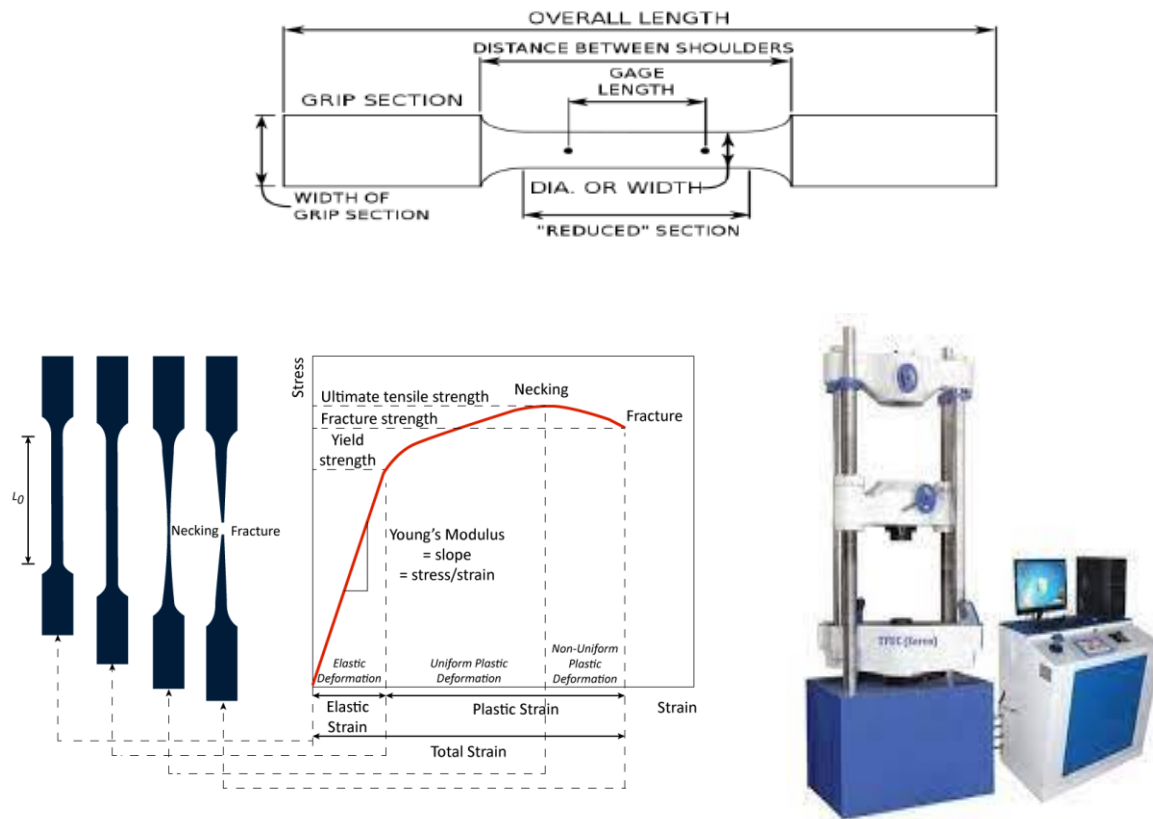 OVERALL LENGTH
DISTANCE BETWEEN SHOULDERS
GAGE
LENGTH
GRIP SECTION
DIA. OR WIDTH
WIDTH OF
GRIP SECTION
"REDUCED" SECTION
L0
Necking
Fracture
Stress
Ultimate tensile strength
Necking
Fracture strength
Fracture
Yield
strength
Young's Modulus
= slope
= stress/strain
Elastic
Deformation
Uniform Plastic
Deformation
Non-Uniform
Plastic
Deformation
Elastic
Strain
Plastic Strain
Strain
Total Strain